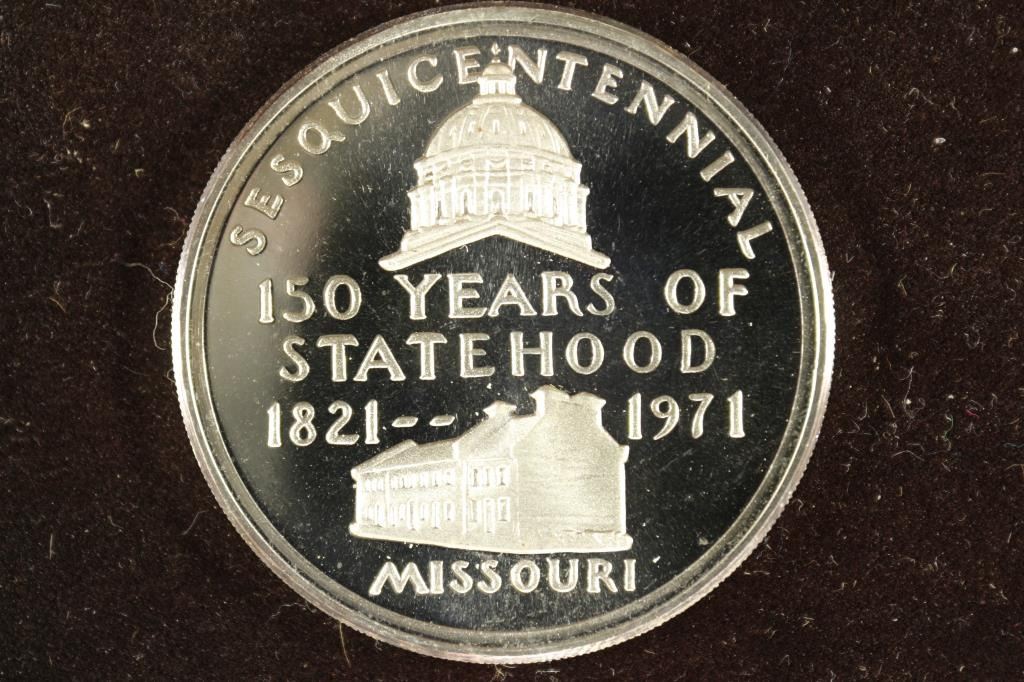 SESQUICENTENNIAL
150 YEARS OF
STATEHOOD
1821-- 1971
MISSOURI